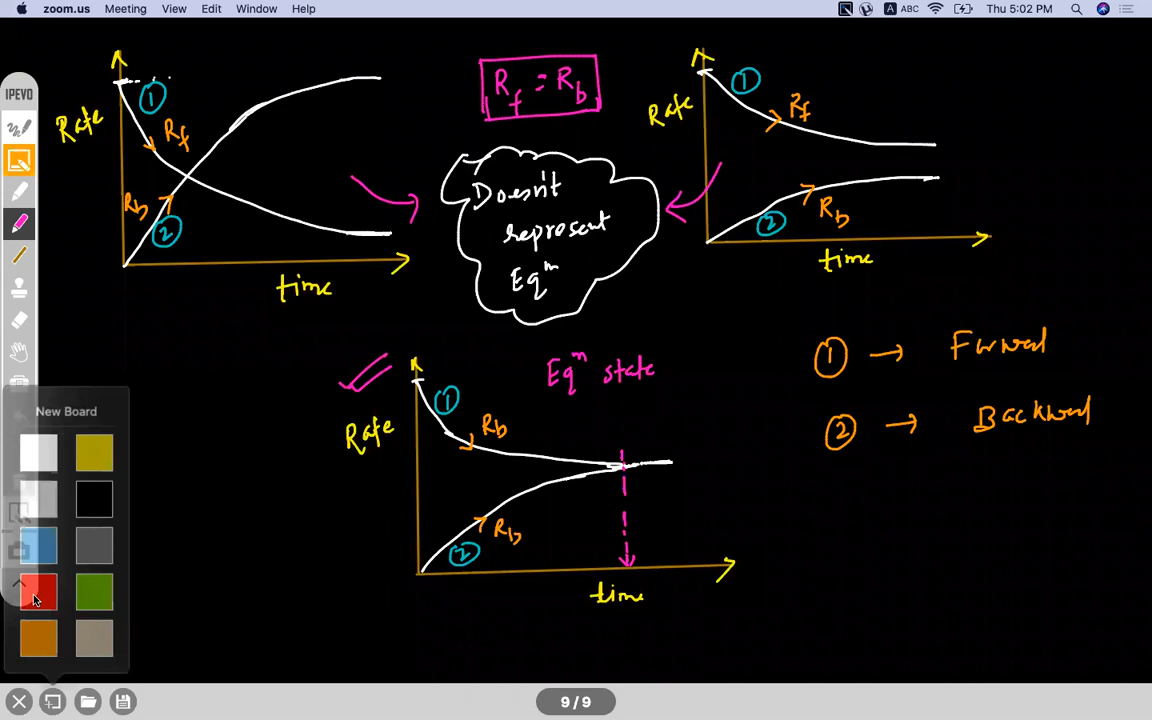 zoom.us Meeting View Edit Window Help
A ABC Thu 5:02 PM
IPEVO
Rate
1
Rf
Rb
2
time
Rf = Rb
Doesn't
represent
Eqm
Rate
1
Rf
Rb
2
time
Eqm state
Rate
1
Rb
Rb
2
time
1 → Forward
2 → Backward
New Board
9 / 9